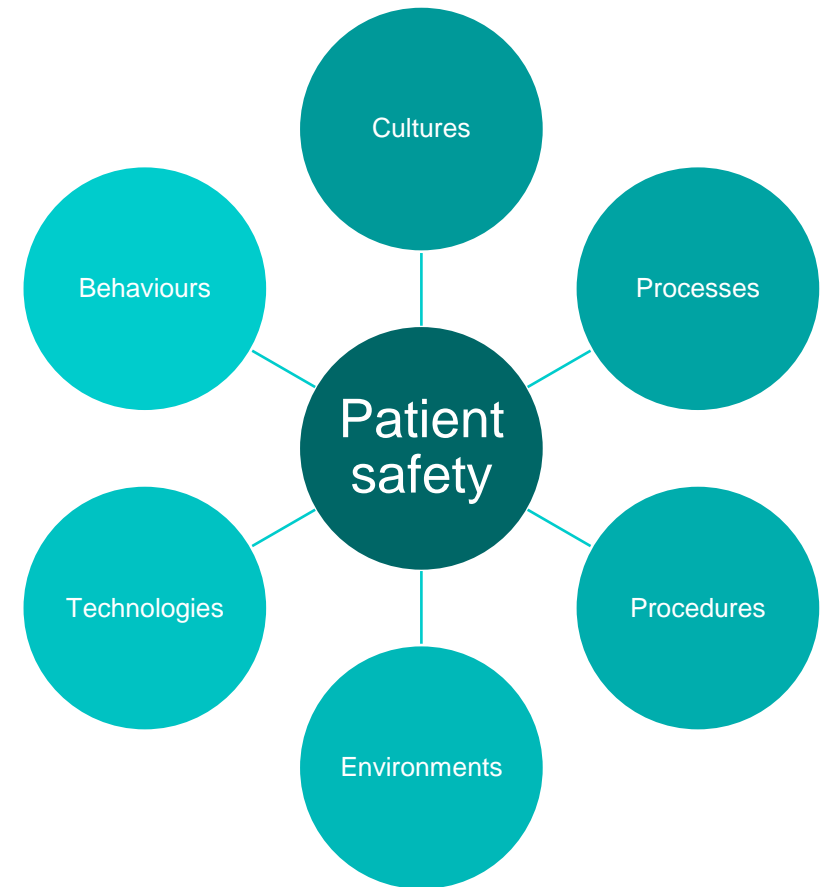 Cultures
Behaviours
Processes
Patient
safety
Technologies
Procedures
Environments